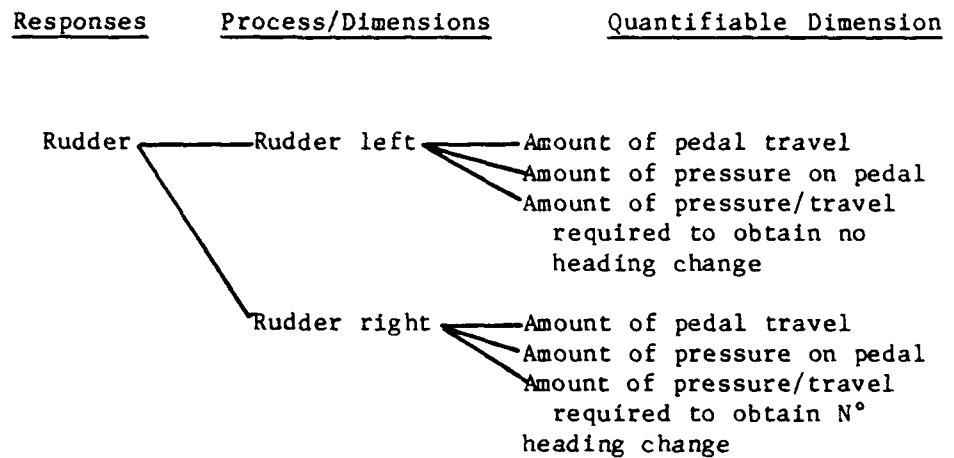 Responses Process/Dimensions Quantifiable Dimension
Rudder Rudder left Amount of pedal travel
Amount of pressure on pedal
Amount of pressure/travel
required to obtain no
heading change
Rudder right Amount of pedal travel
Amount of pressure on pedal
Amount of pressure/travel
required to obtain N°
heading change